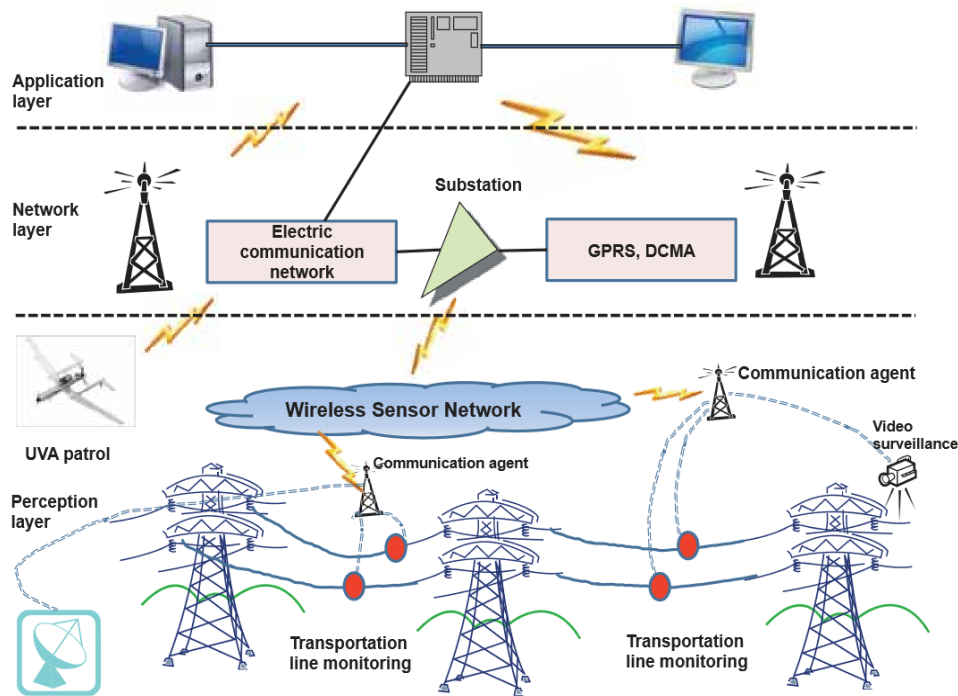 Application
layer
Substation
Network
layer
Electric
communication
network
GPRS, DCMA
Communication agent
Wireless Sensor Network
Video
surveillance
UVA patrol
Communication agent
Perception
layer
Transportation
line monitoring
Transportation
line monitoring